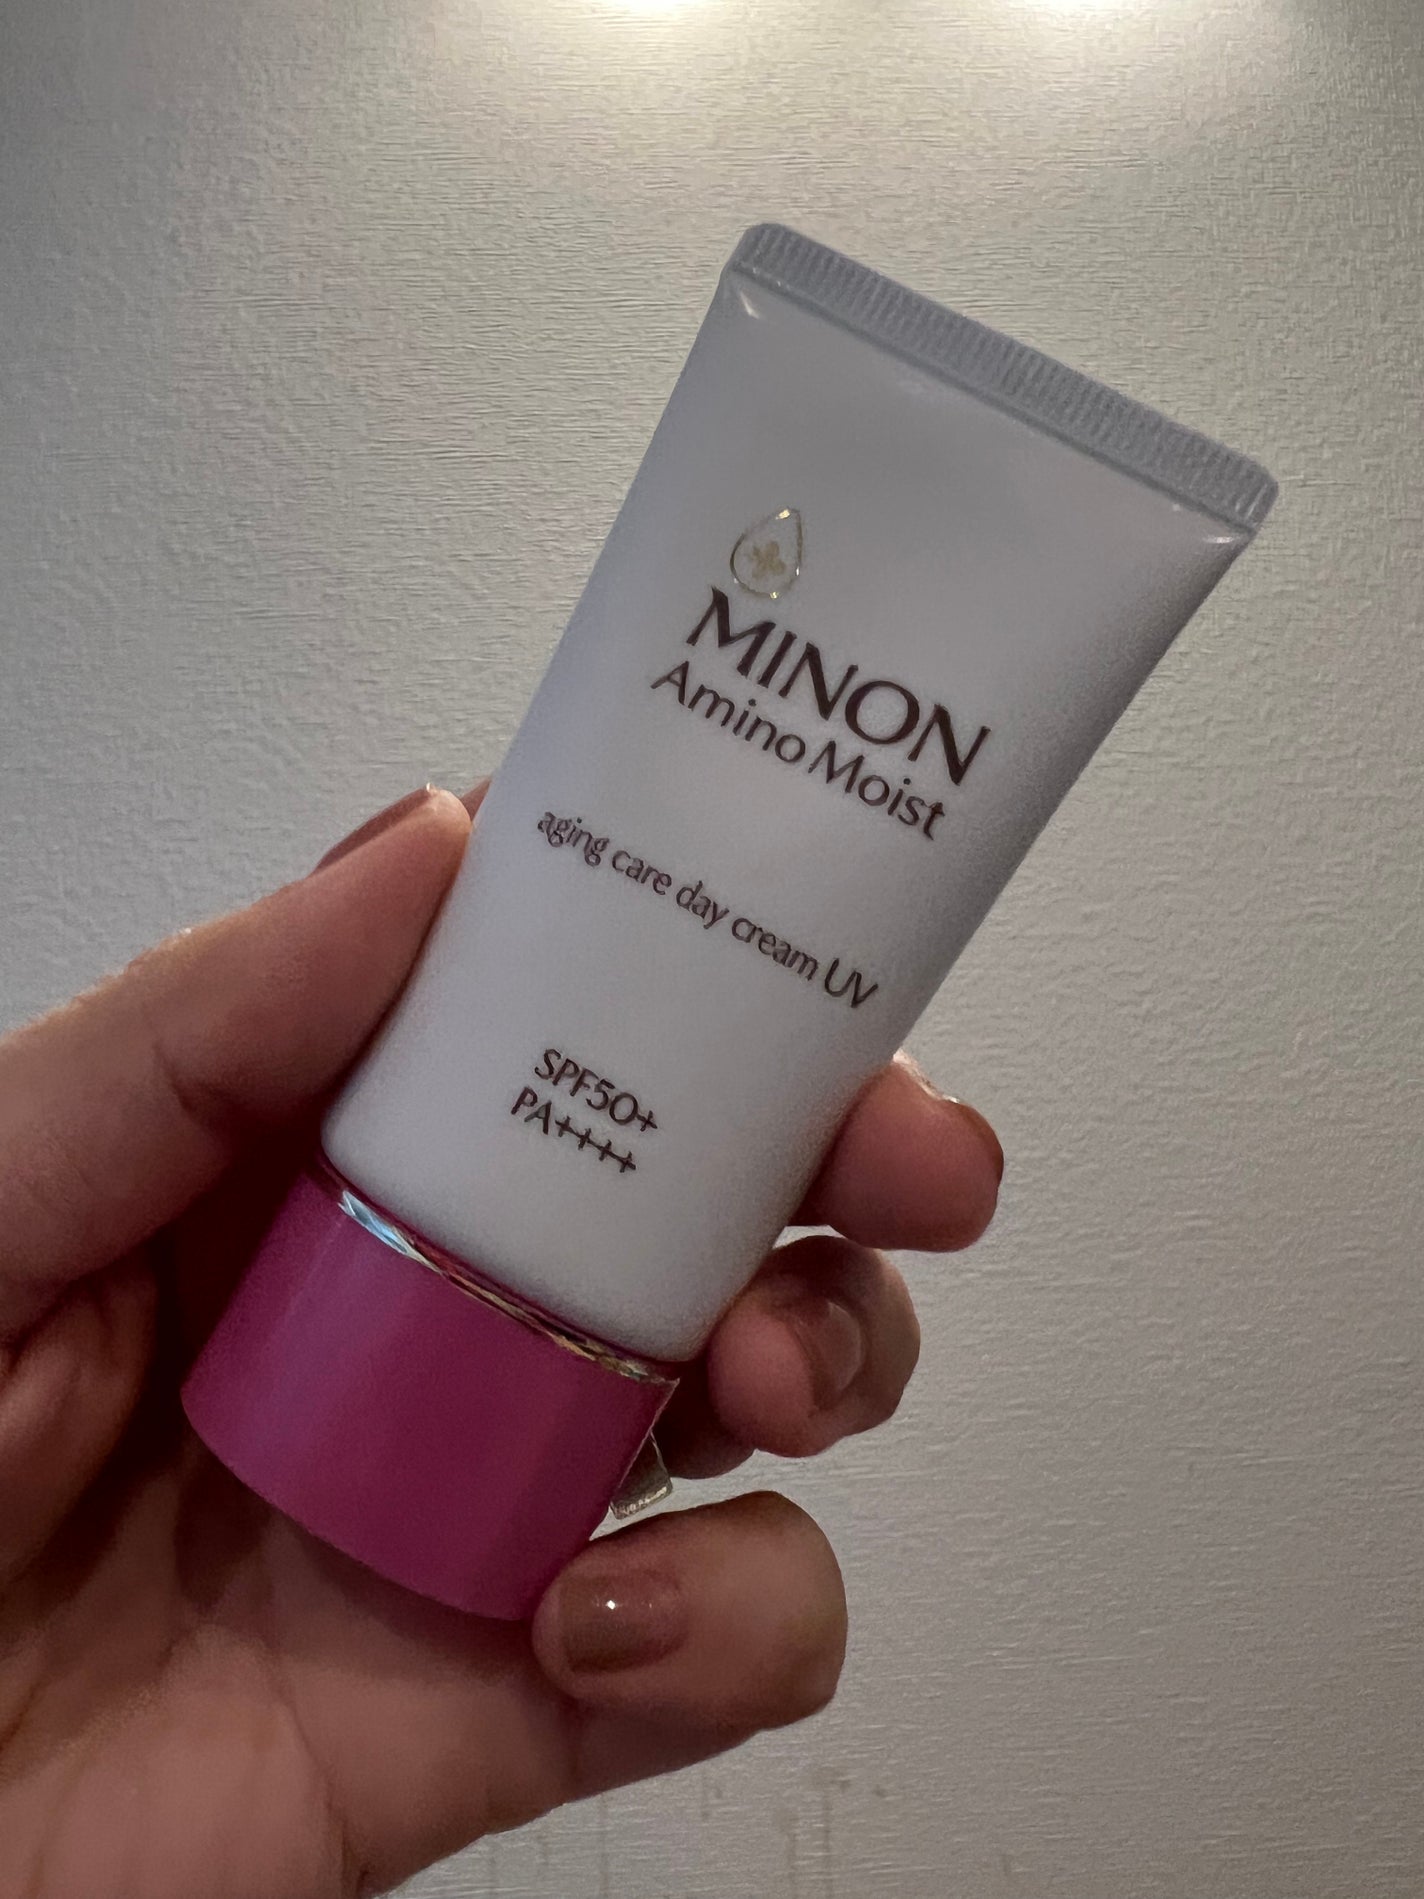 MINON
Amino Moist
aging care day cream UV
SPF50+
PA++++